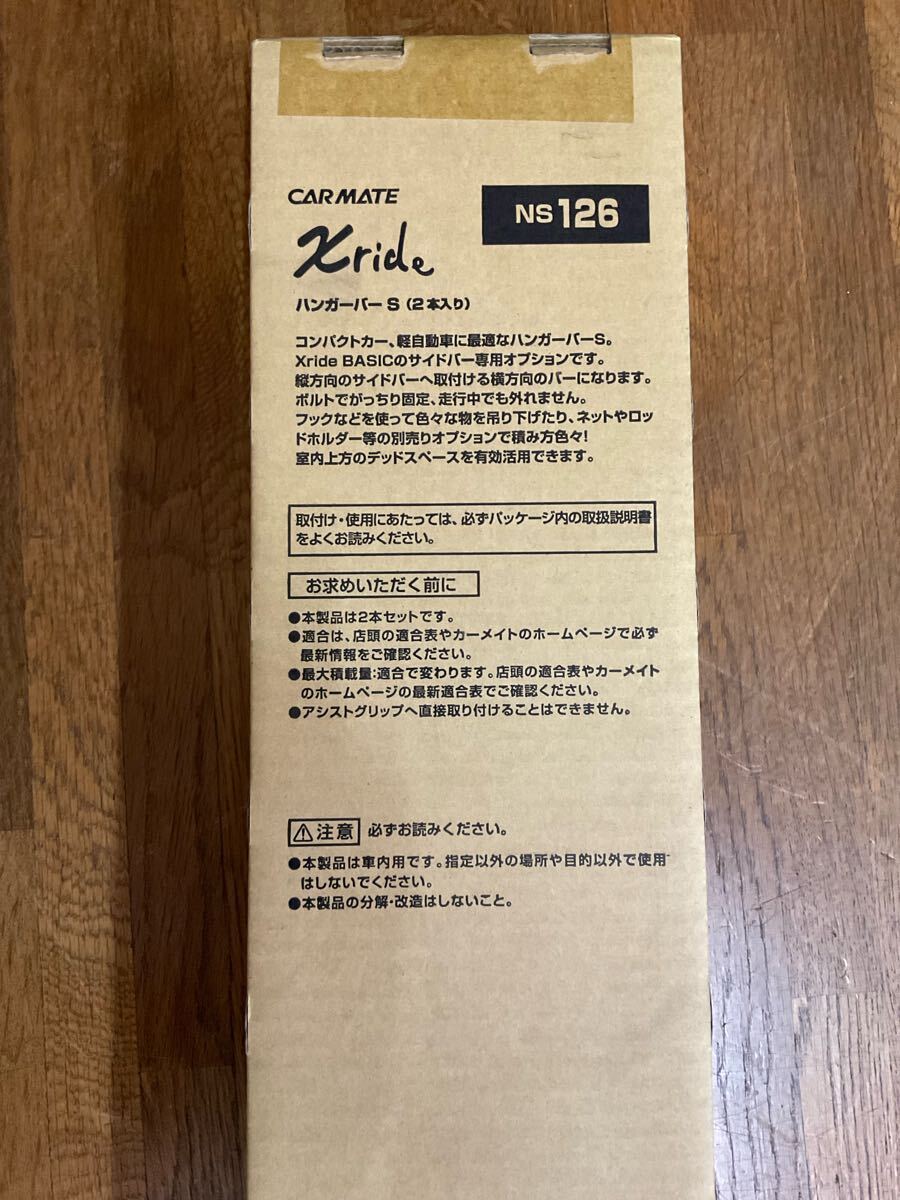 CARMATE
NS126
Xride
ハンガーバー S (2本入り)
コンパクトカー、軽自動車に最適なハンガーバーS。
Xride BASICのサイドバー専用オプションです。
縦方向のサイドバーへ取付ける横方向のバーになります。
ボルトでがっちり固定、走行中でも外れません。
フックなどを使って色々な物を吊り下げたり、ネットやロッ
ドホルダー等の別売りオプションで積み方色々!
室内上方のデッドスペースを有効活用できます。
取付け・使用にあたっては、必ずパッケージ内の取扱説明書
をよくお読みください。
お求めいただく前に
●本製品は2本セットです。
●適合は、店頭の適合表やカーメイトのホームページで必ず
最新情報をご確認ください。
●最大積載量:適合で変わります。店頭の適合表やカーメイト
のホームページの最新適合表でご確認ください。
●アシストグリップへ直接取り付けることはできません。
⚠注意 必ずお読みください。
●本製品は車内用です。指定以外の場所や目的以外で使用
はしないでください。
●本製品の分解・改造はしないこと。